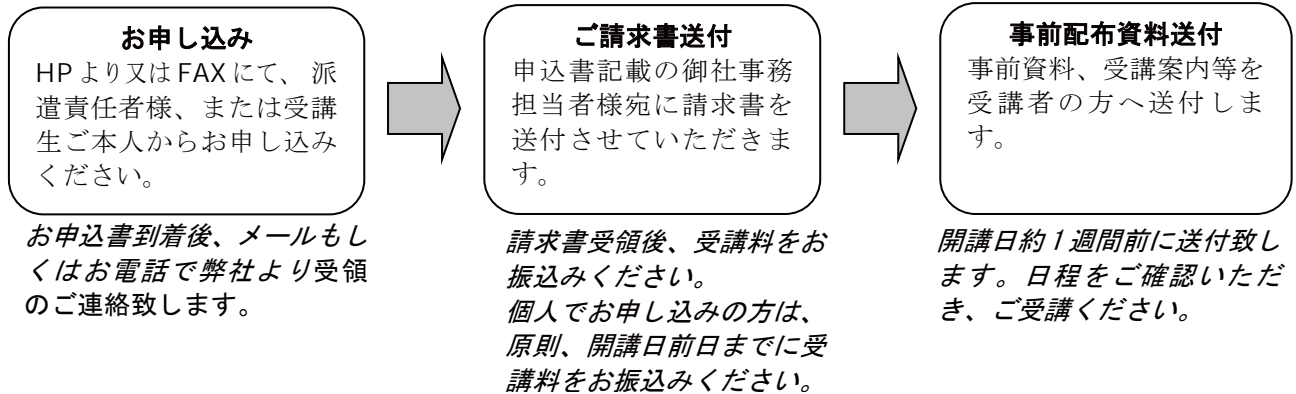 お申し込み
HPより又はFAXにて、 派
遣責任者様、または受講
生ご本人からお申し込み
ください。
お申込書到着後、メールもし
くはお電話で弊社より受領
のご連絡致します。
ご請求書送付
申込書記載の御社事務
担当者様宛に請求書を
送付させていただきま
す。
請求書受領後、受講料をお
振込みください。
個人でお申し込みの方は、
原則、開講日前日までに受
講料をお振込みください。
事前配布資料送付
事前資料、受講案内等を
受講者の方へ送付しま
す。
開講日約1週間前に送付致し
ます。日程をご確認いただ
き、ご受講ください。